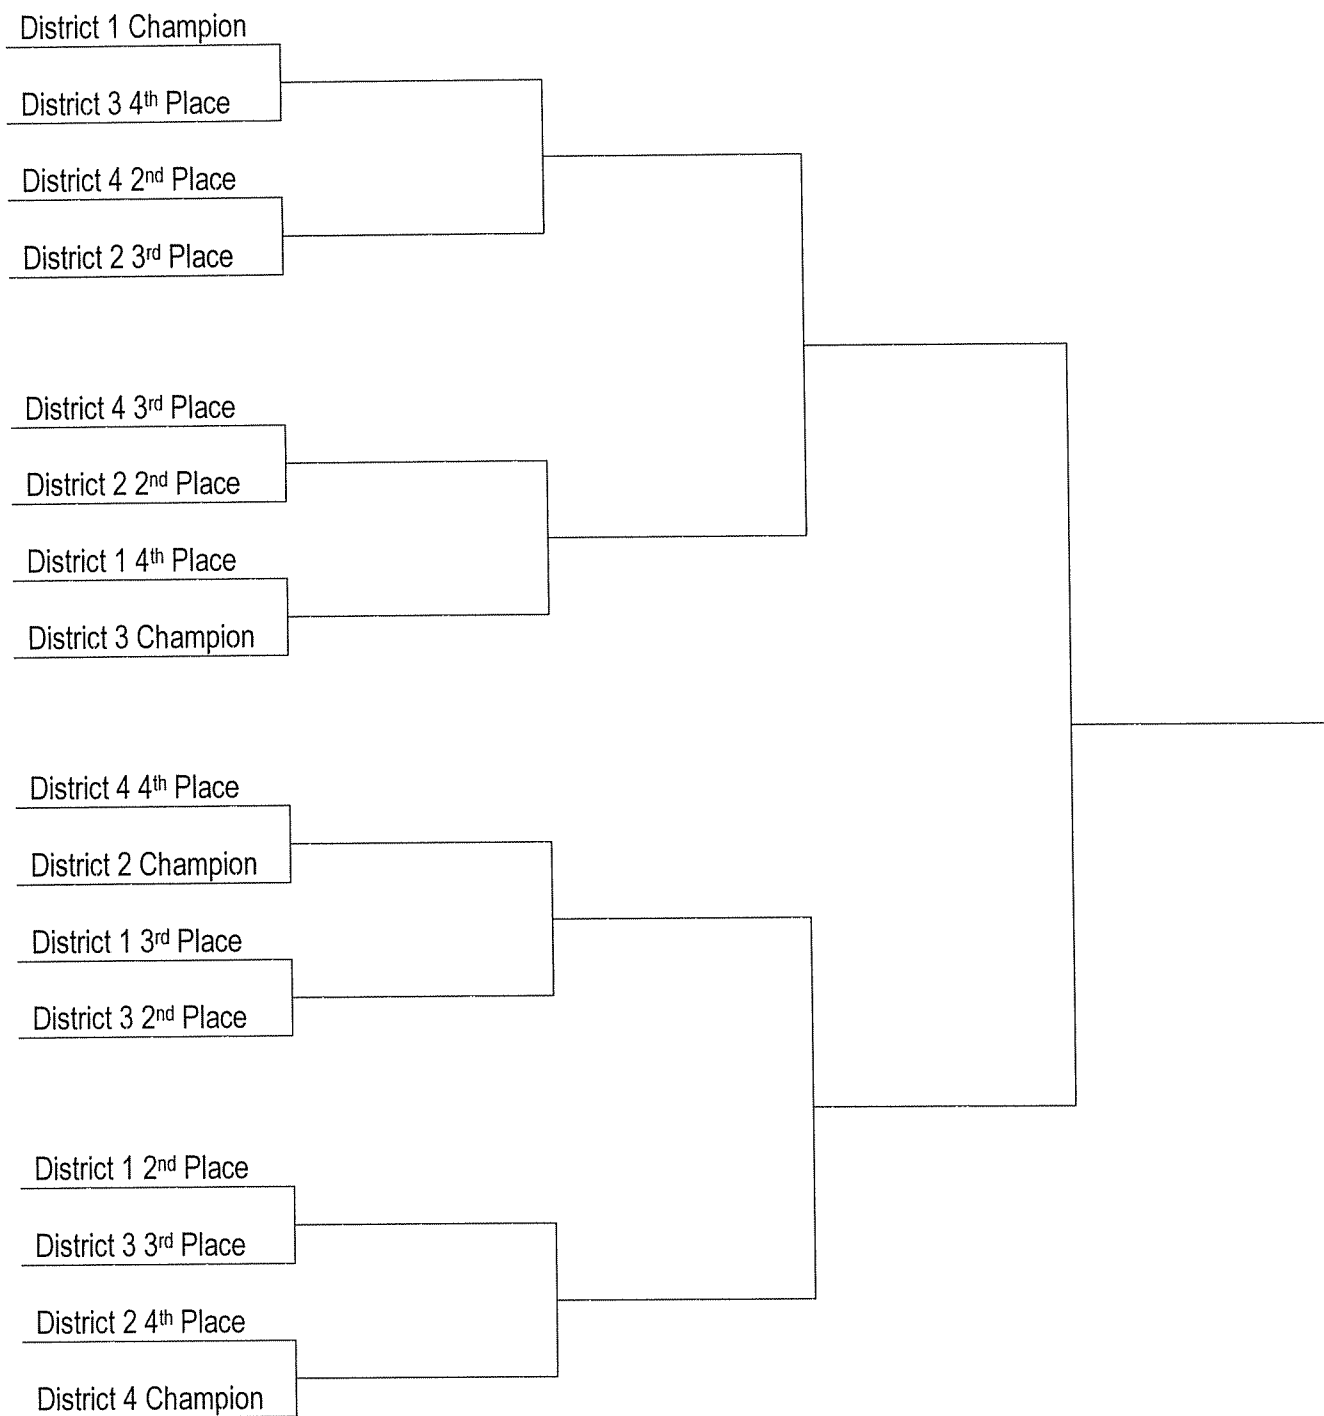 District 1 Champion
District 3 4th Place
District 4 2nd Place
District 2 3rd Place
District 4 3rd Place
District 2 2nd Place
District 1 4th Place
District 3 Champion
District 4 4th Place
District 2 Champion
District 1 3rd Place
District 3 2nd Place
District 1 2nd Place
District 3 3rd Place
District 2 4th Place
District 4 Champion